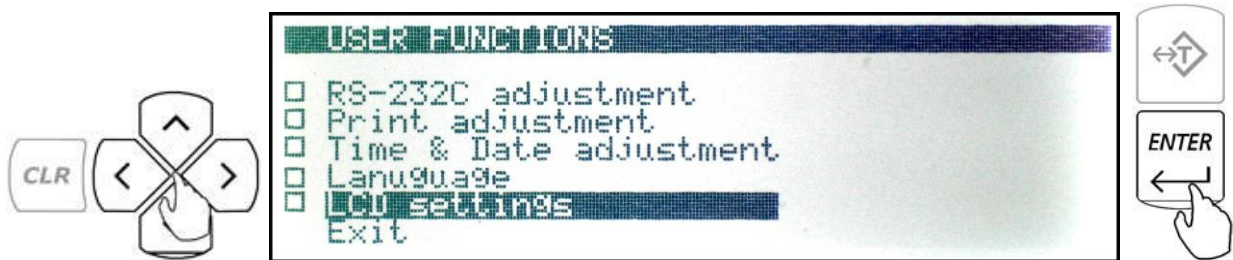 USER FUNCTIONS
RS-232C adjustment
Print adjustment
Time & Date adjustment
Lanuguage
LCD settings
Exit
CLR
T
ENTER